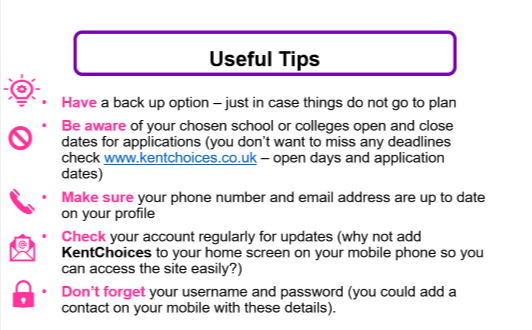 Useful Tips
• Have a back up option – just in case things do not go to plan
• Be aware of your chosen school or colleges open and close
dates for applications (you don't want to miss any deadlines
check www.kentchoices.co.uk – open days and application
dates)
• Make sure your phone number and email address are up to date
on your profile
• Check your account regularly for updates (why not add
KentChoices to your home screen on your mobile phone so you
can access the site easily?)
• Don't forget your username and password (you could add a
contact on your mobile with these details).